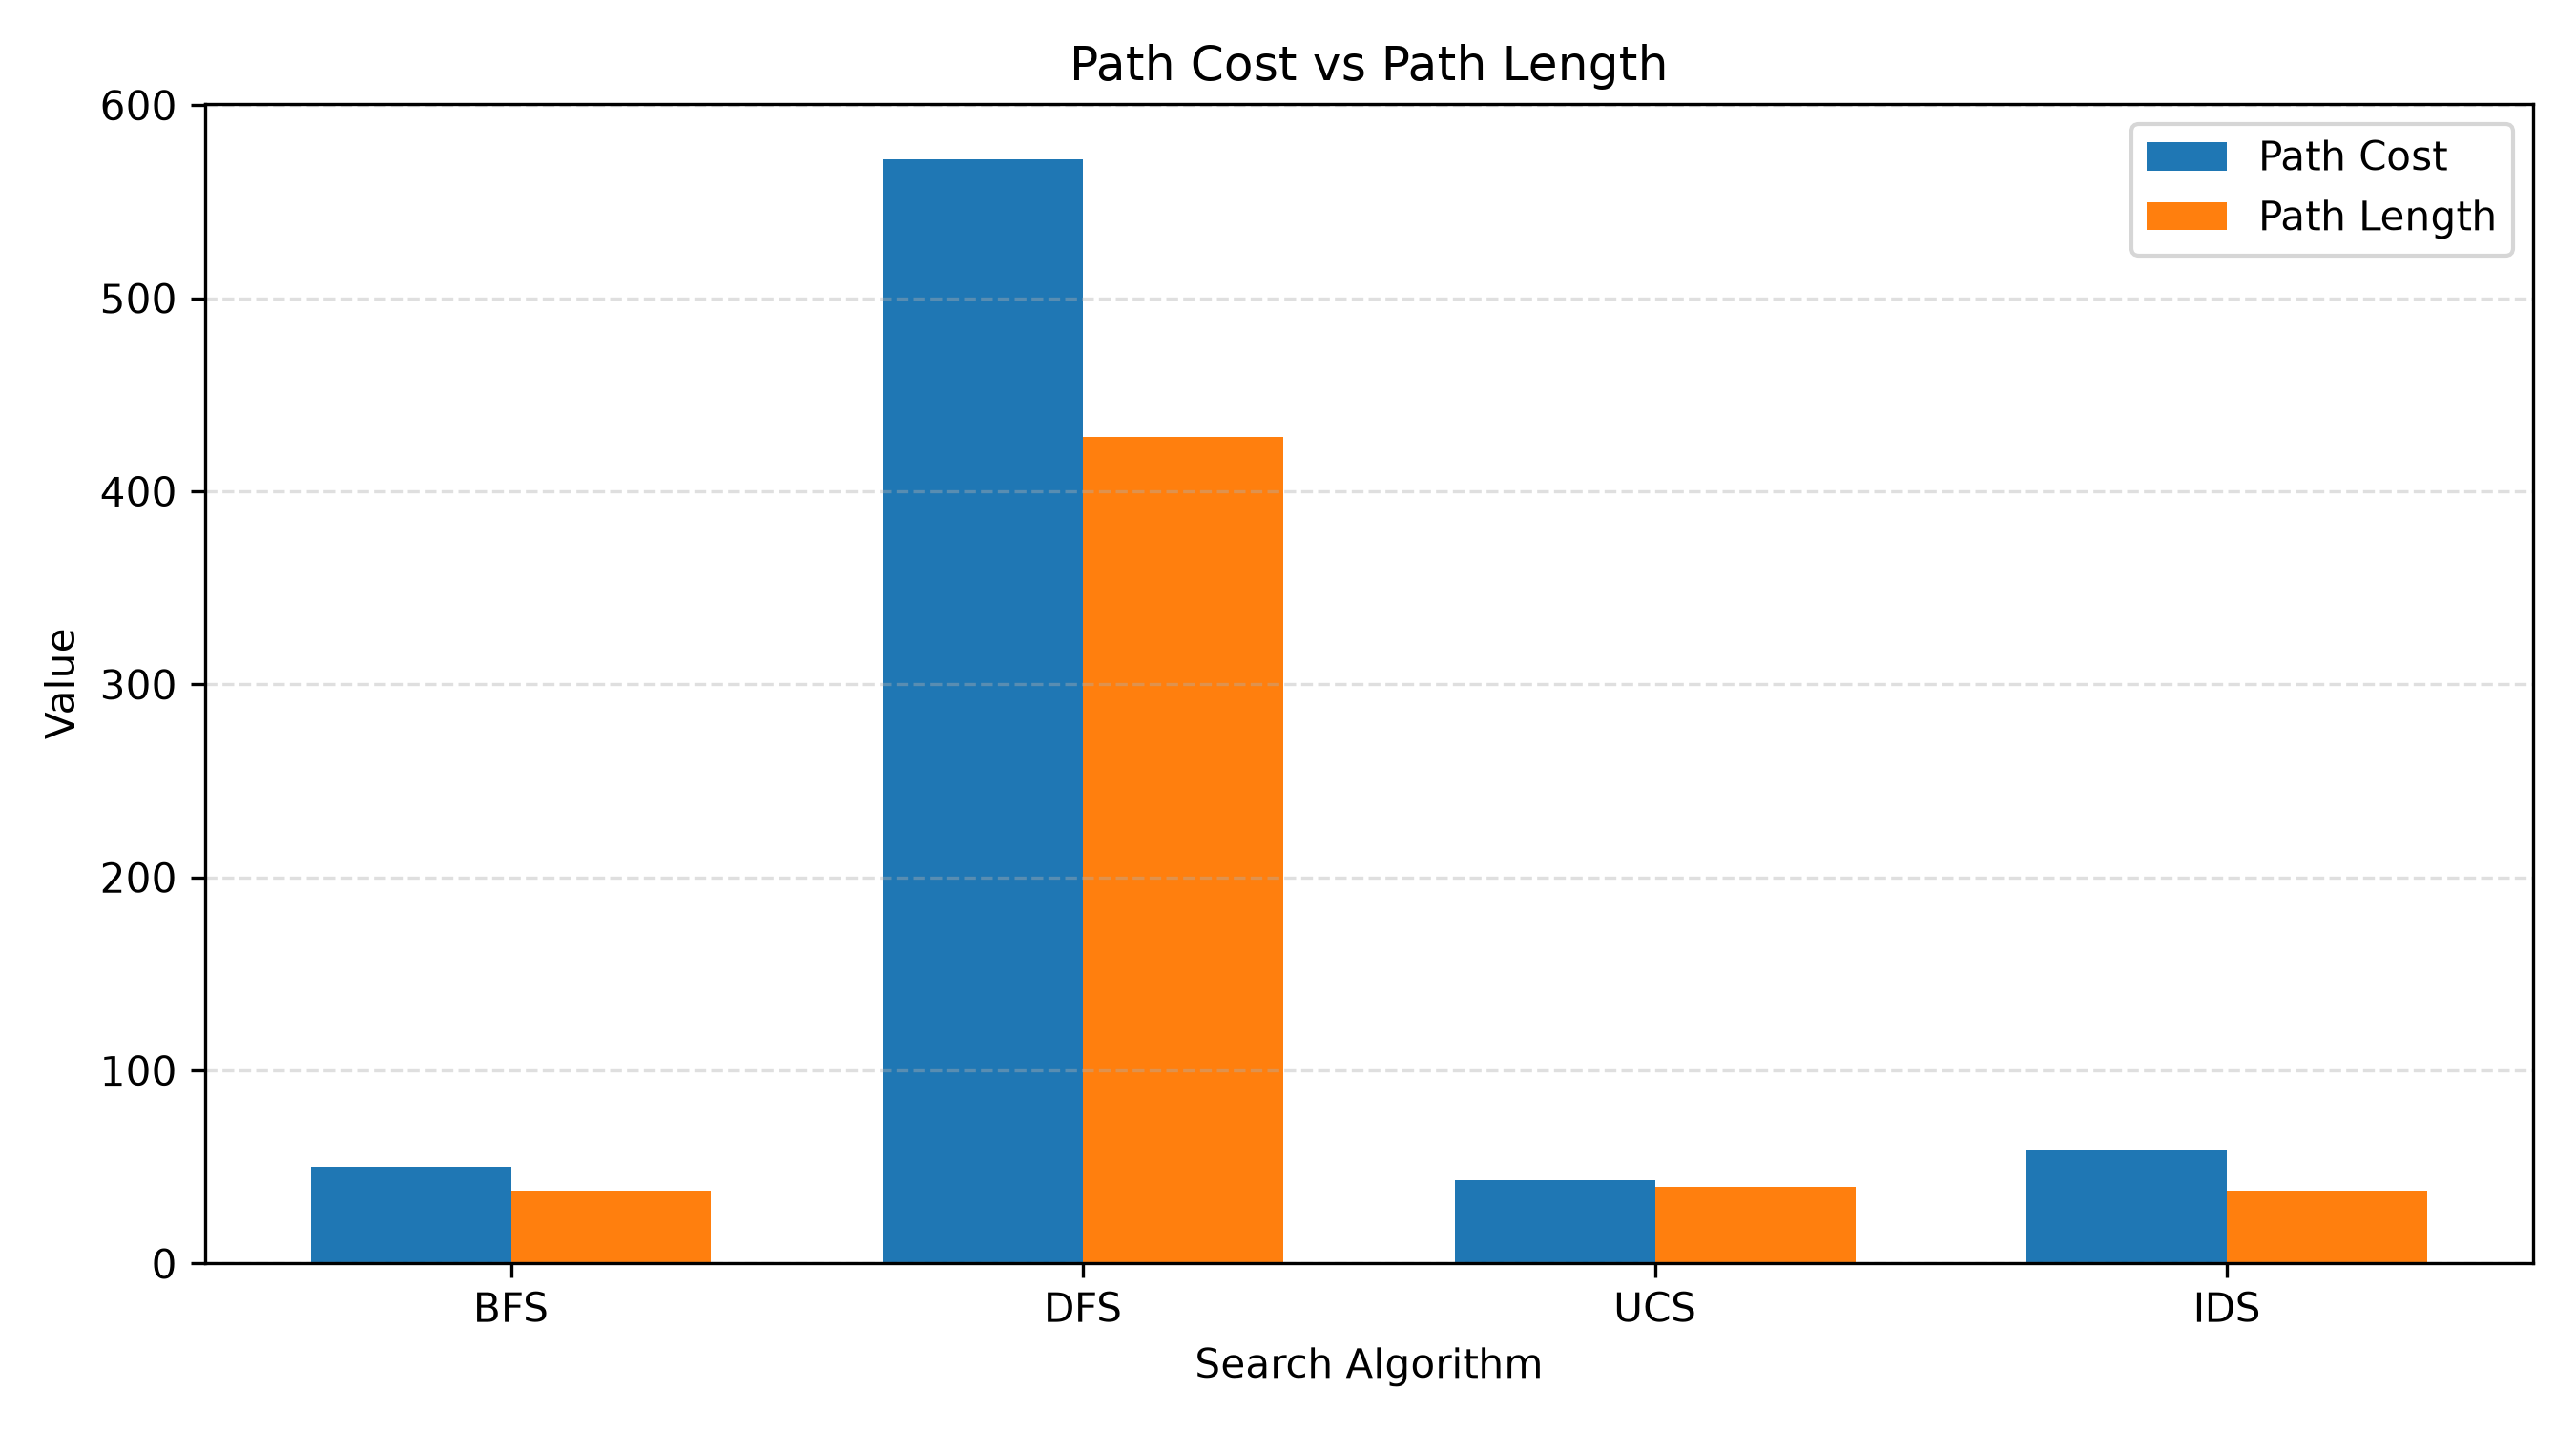 Path Cost vs Path Length
Path Cost
Path Length
600
500
400
300
200
100
0
Value
BFS
DFS
UCS
IDS
Search Algorithm